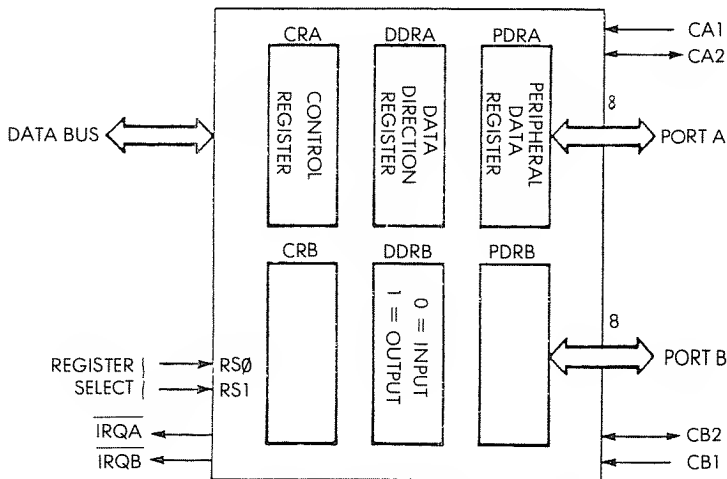 CRA
DDRA
PDRA
CONTROL
REGISTER
DATA
DIRECTION
REGISTER
PERIPHERAL
DATA
REGISTER
CA1
CA2
DATA BUS
8
PORT A
CRB
DDRB
PDRB
0 = INPUT
1 = OUTPUT
8
PORT B
REGISTER
SELECT
RSØ
RS1
IRQA
IRQB
CB2
CB1